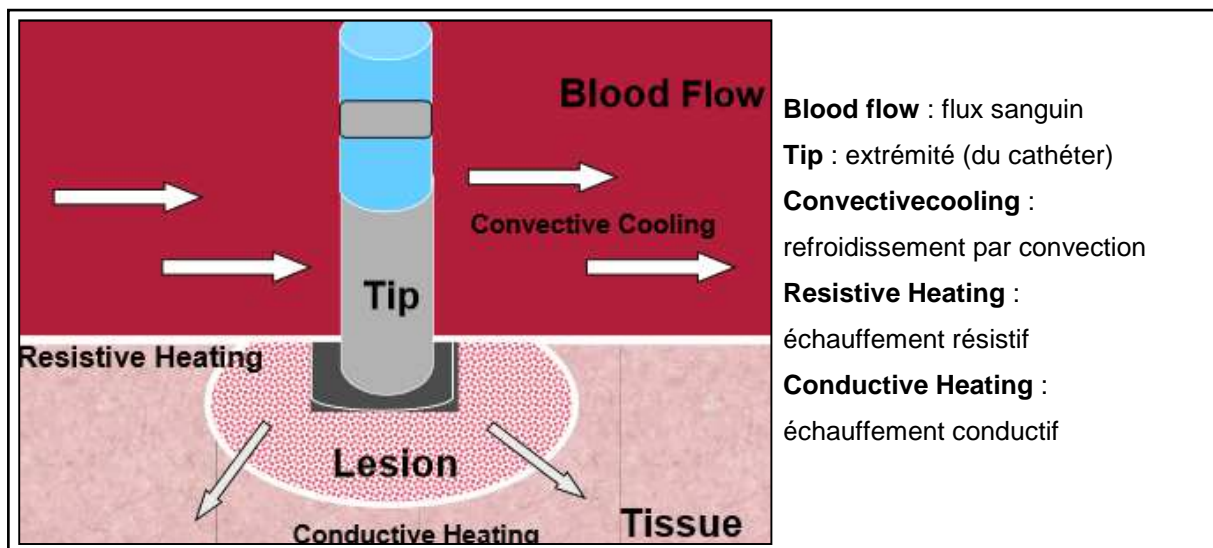 Blood Flow
Convective Cooling
Tip
Resistive Heating
Lesion
Conductive Heating
Tissue
Blood flow : flux sanguin
Tip : extrémité (du cathéter)
Convectivecooling :
refroidissement par convection
Resistive Heating :
échauffement résistif
Conductive Heating :
échauffement conductif